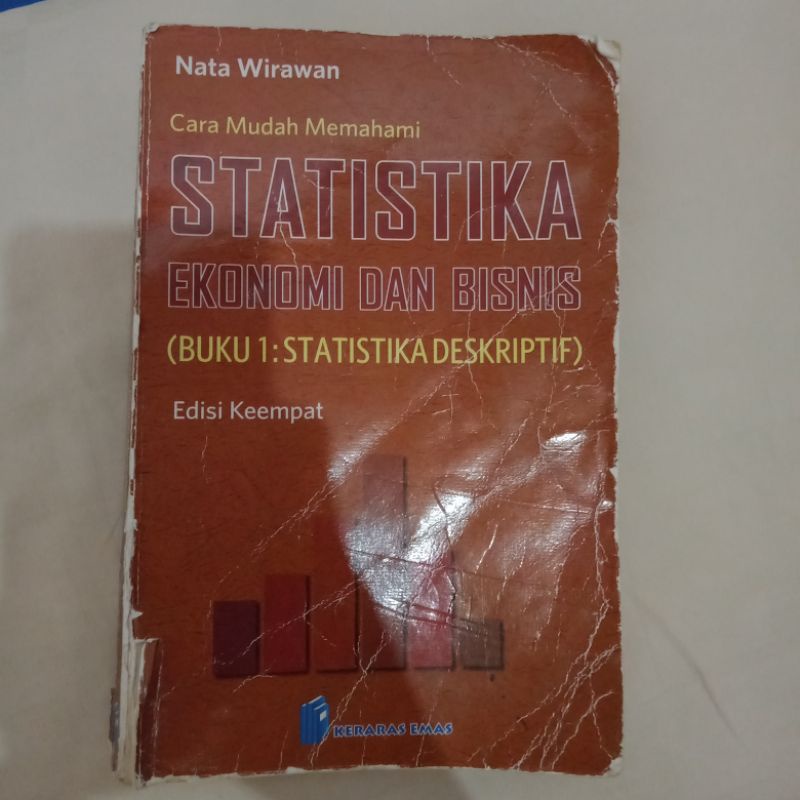 Nata Wirawan
Cara Mudah Memahami
STATISTIKA
EKONOMI DAN BISNIS
(BUKU 1: STATISTIKA DESKRIPTIF)
Edisi Keempat
KERARAS EMAS